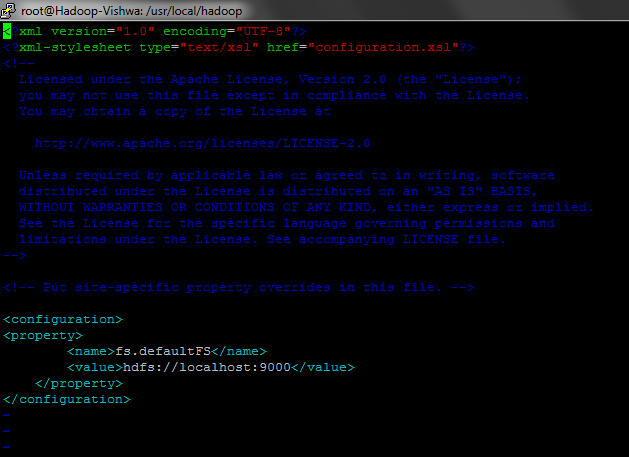 root@Hadoop-Vishwa: /usr/local/hadoop
<?xml version="1.0" encoding="UTF-8"?>
<?xml-stylesheet type="text/xsl" href="configuration.xsl"?>
<!--
  Licensed under the Apache License, Version 2.0 (the "License");
  you may not use this file except in compliance with the License.
  You may obtain a copy of the License at

    http://www.apache.org/licenses/LICENSE-2.0

  Unless required by applicable law or agreed to in writing, software
  distributed under the License is distributed on an "AS IS" BASIS,
  WITHOUT WARRANTIES OR CONDITIONS OF ANY KIND, either express or implied.
  See the License for the specific language governing permissions and
  limitations under the License. See accompanying LICENSE file.
-->

<!-- Put site-specific property overrides in this file. -->

<configuration>
<property>
        <name>fs.defaultFS</name>
        <value>hdfs://localhost:9000</value>
    </property>
</configuration>
~
~
~